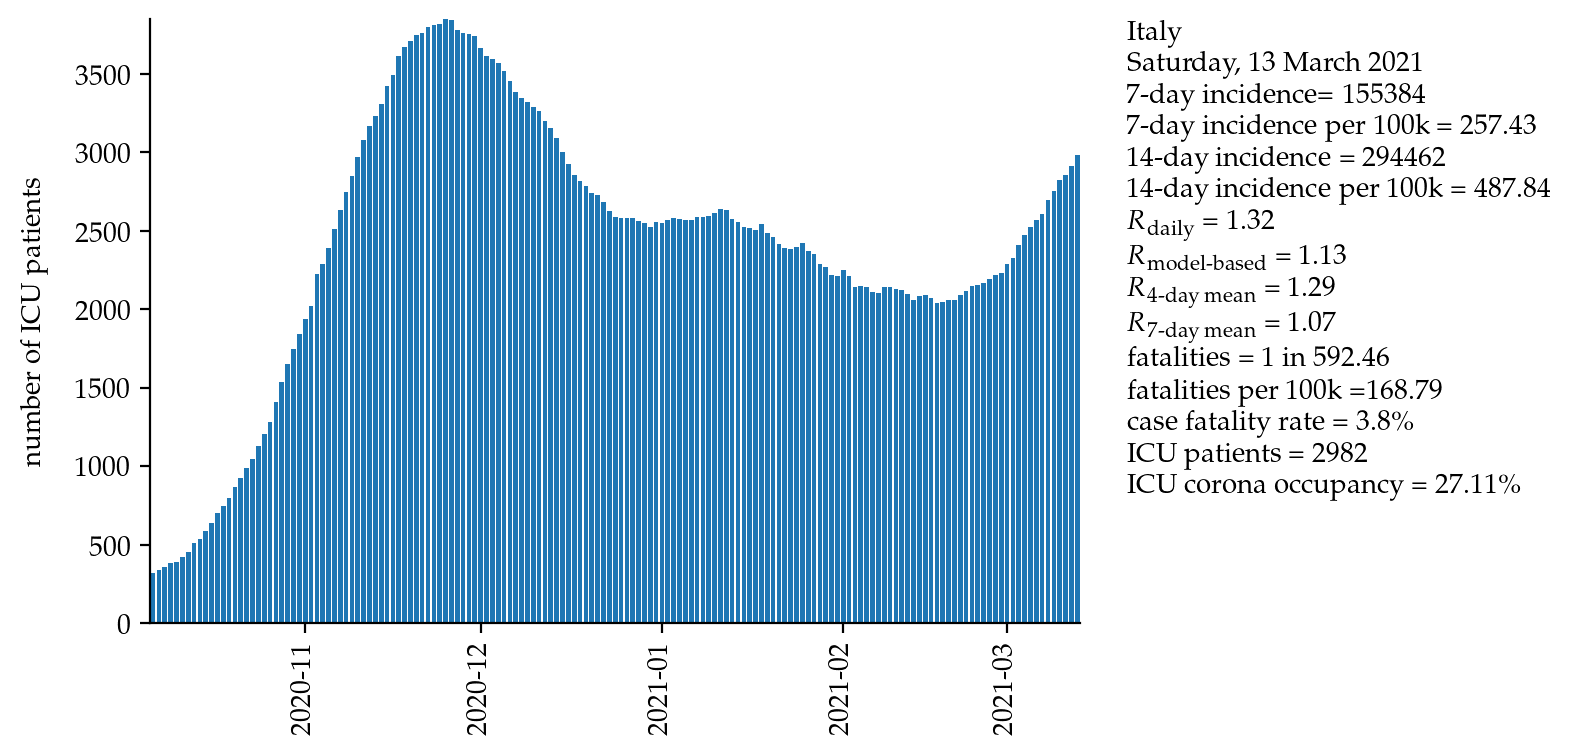 number of ICU patients
3500
3000
2500
2000
1500
1000
500
0
2020-11
2020-12
2021-01
2021-02
2021-03
Italy
Saturday, 13 March 2021
7-day incidence= 155384
7-day incidence per 100k = 257.43
14-day incidence = 294462
14-day incidence per 100k = 487.84
R daily = 1.32
R model-based = 1.13
R 4-day mean = 1.29
R 7-day mean = 1.07
fatalities = 1 in 592.46
fatalities per 100k =168.79
case fatality rate = 3.8%
ICU patients = 2982
ICU corona occupancy = 27.11%